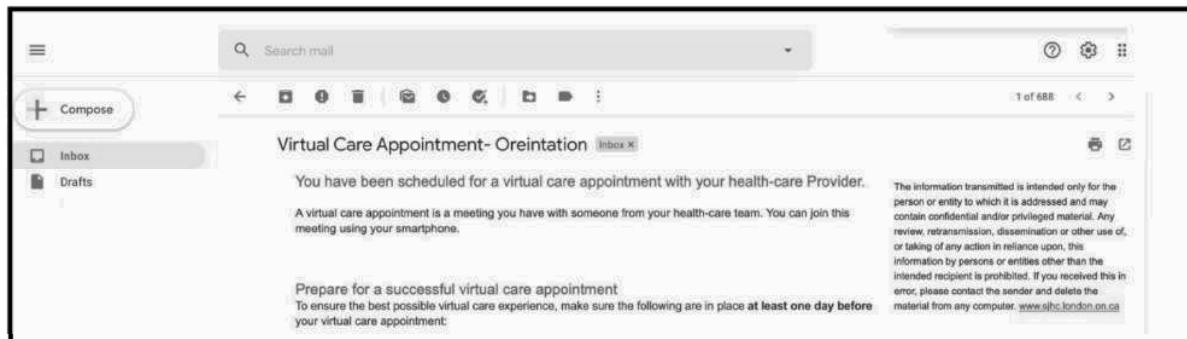 Search mail
Compose
1 of 688
Inbox
Drafts
Virtual Care Appointment- Oreintation Inbox x
You have been scheduled for a virtual care appointment with your health-care Provider.
A virtual care appointment is a meeting you have with someone from your health-care team. You can join this
meeting using your smartphone.
Prepare for a successful virtual care appointment
To ensure the best possible virtual care experience, make sure the following are in place at least one day before
your virtual care appointment:
The information transmitted is intended only for the
person or entity to which it is addressed and may
contain confidential and/or privileged material. Any
review, retransmission, dissemination or other use of,
or taking of any action in reliance upon, this
information by persons or entities other than the
intended recipient is prohibited. If you received this in
error, please contact the sender and delete the
material from any computer. www.sjhc.london.on.ca